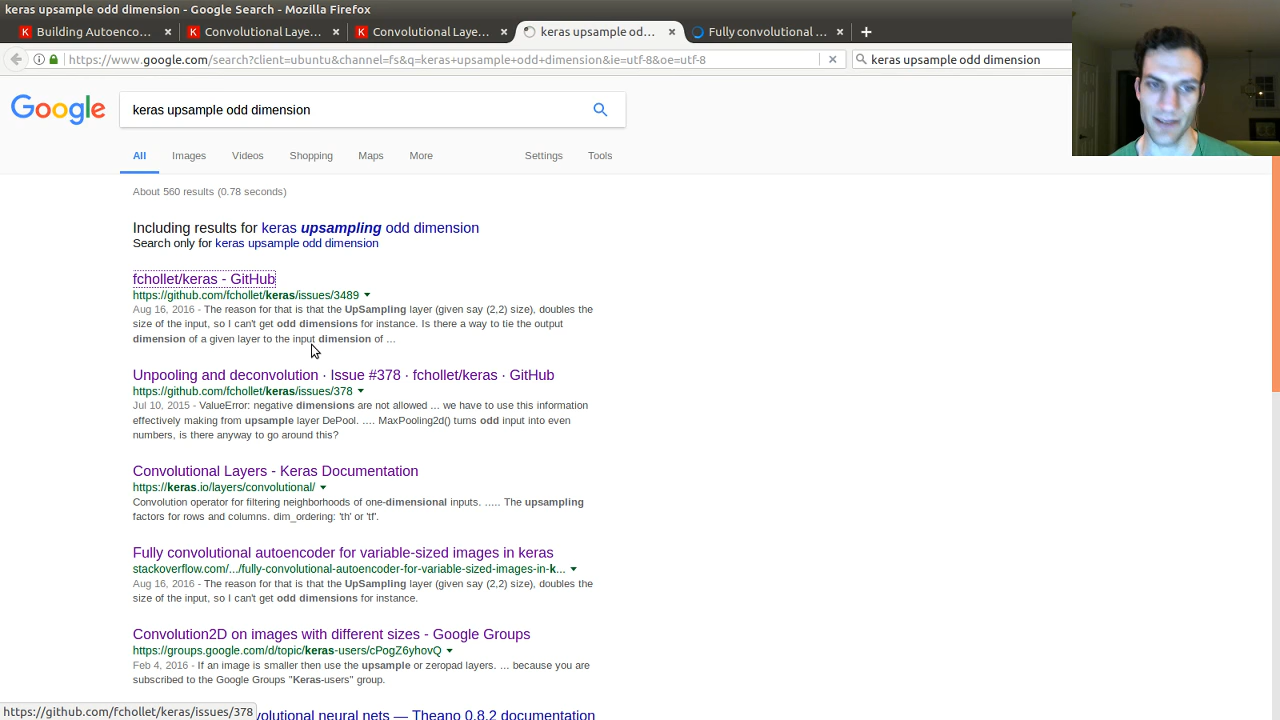 keras upsample odd dimension - Google Search - Mozilla Firefox
Building Autoenco... × Convolutional Laye... × Convolutional Laye... × keras upsample od... × Fully convolutional ... ×
https://www.google.com/search?client=ubuntu&channel=fs&q=keras+upsample+odd+dimension&ie=utf-8&oe=utf-8
keras upsample odd dimension
Google
keras upsample odd dimension
All Images Videos Shopping Maps More Settings Tools
About 560 results (0.78 seconds)
Including results for keras upsampling odd dimension
Search only for keras upsample odd dimension
fchollet/keras - GitHub
https://github.com/fchollet/keras/issues/3489
Aug 16, 2016 - The reason for that is that the UpSampling layer (given say (2,2) size), doubles the
size of the input, so I can't get odd dimensions for instance. Is there a way to tie the output
dimension of a given layer to the input dimension of ...
Unpooling and deconvolution · Issue #378 · fchollet/keras · GitHub
https://github.com/fchollet/keras/issues/378
Jul 10, 2015 - ValueError: negative dimensions are not allowed ... we have to use this information
effectively making from upsample layer DePool. .... MaxPooling2d() turns odd input into even
numbers, is there anyway to go around this?
Convolutional Layers - Keras Documentation
https://keras.io/layers/convolutional/
Convolution operator for filtering neighborhoods of one-dimensional inputs. ..... The upsampling
factors for rows and columns. dim_ordering: 'th' or 'tf'.
Fully convolutional autoencoder for variable-sized images in keras
stackoverflow.com/.../fully-convolutional-autoencoder-for-variable-sized-images-in-k...
Aug 16, 2016 - The reason for that is that the UpSampling layer (given say (2,2) size), doubles the
size of the input, so I can't get odd dimensions for instance.
Convolution2D on images with different sizes - Google Groups
https://groups.google.com/d/topic/keras-users/cPogZ6yhovQ
Feb 4, 2016 - If an image is smaller then use the upsample or zeropad layers. ... because you are
subscribed to the Google Groups "Keras-users" group.
https://github.com/fchollet/keras/issues/378
volutional neural nets — Theano 0.8.2 documentation